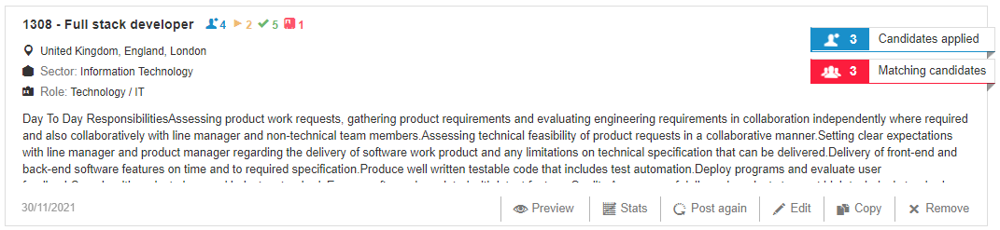 1308 - Full stack developer 4 2 5 1
3 Candidates applied
United Kingdom, England, London
3 Matching candidates
Sector: Information Technology
Role: Technology / IT
Day To Day ResponsibilitiesAssessing product work requests, gathering product requirements and evaluating engineering requirements in collaboration independently where required
and also collaboratively with line manager and non-technical team members.Assessing technical feasibility of product requests in a collaborative manner.Setting clear expectations
with line manager and product manager regarding the delivery of software work product and any limitations on technical specification that can be delivered.Delivery of front-end and
back-end software features on time and to required specification.Produce well written testable code that includes test automation.Deploy programs and evaluate user
30/11/2021
Preview Stats Post again Edit Copy Remove